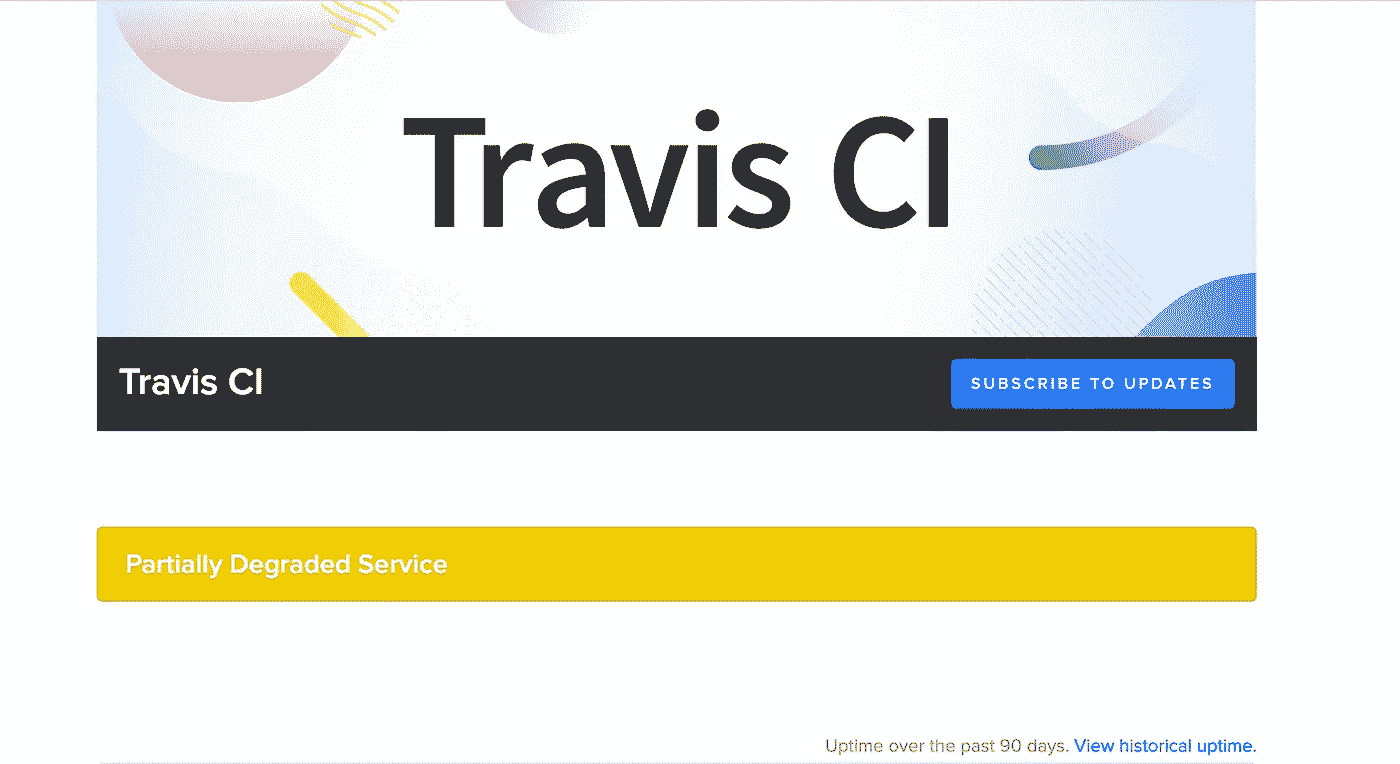 Travis CI
Travis CI
SUBSCRIBE TO UPDATES
Partially Degraded Service
Uptime over the past 90 days. View historical uptime.